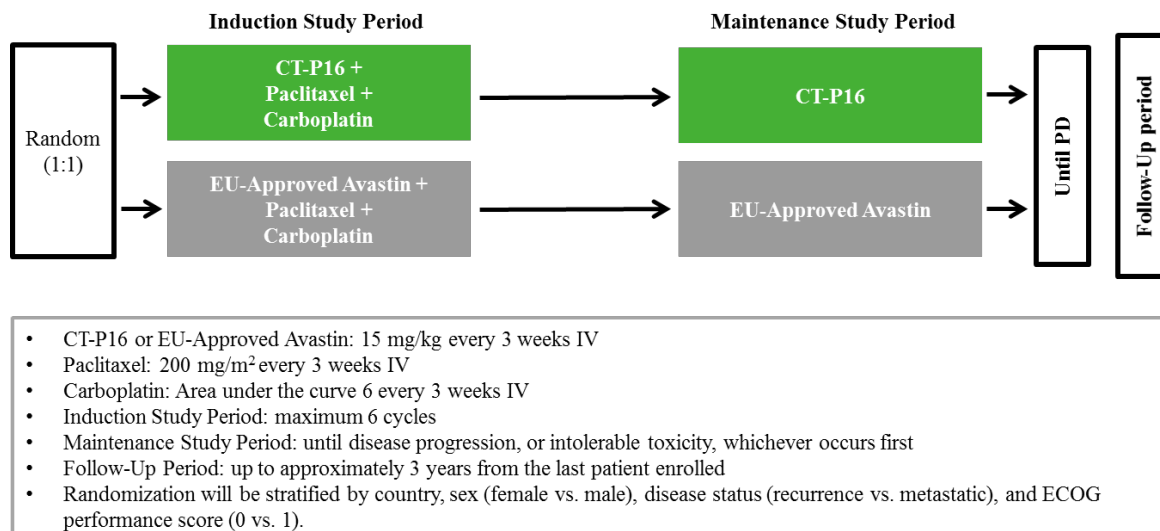 Induction Study Period
Maintenance Study Period
Random
(1:1)
CT-P16 +
Paclitaxel +
Carboplatin
CT-P16
EU-Approved Avastin +
Paclitaxel +
Carboplatin
EU-Approved Avastin
Until PD
Follow-Up period
• CT-P16 or EU-Approved Avastin: 15 mg/kg every 3 weeks IV
• Paclitaxel: 200 mg/m² every 3 weeks IV
• Carboplatin: Area under the curve 6 every 3 weeks IV
• Induction Study Period: maximum 6 cycles
• Maintenance Study Period: until disease progression, or intolerable toxicity, whichever occurs first
• Follow-Up Period: up to approximately 3 years from the last patient enrolled
• Randomization will be stratified by country, sex (female vs. male), disease status (recurrence vs. metastatic), and ECOG
performance score (0 vs. 1).